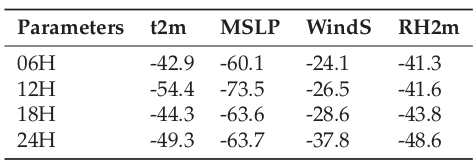 Parameters t2m MSLP WindS RH2m
06H -42.9 -60.1 -24.1 -41.3
12H -54.4 -73.5 -26.5 -41.6
18H -44.3 -63.6 -28.6 -43.8
24H -49.3 -63.7 -37.8 -48.6